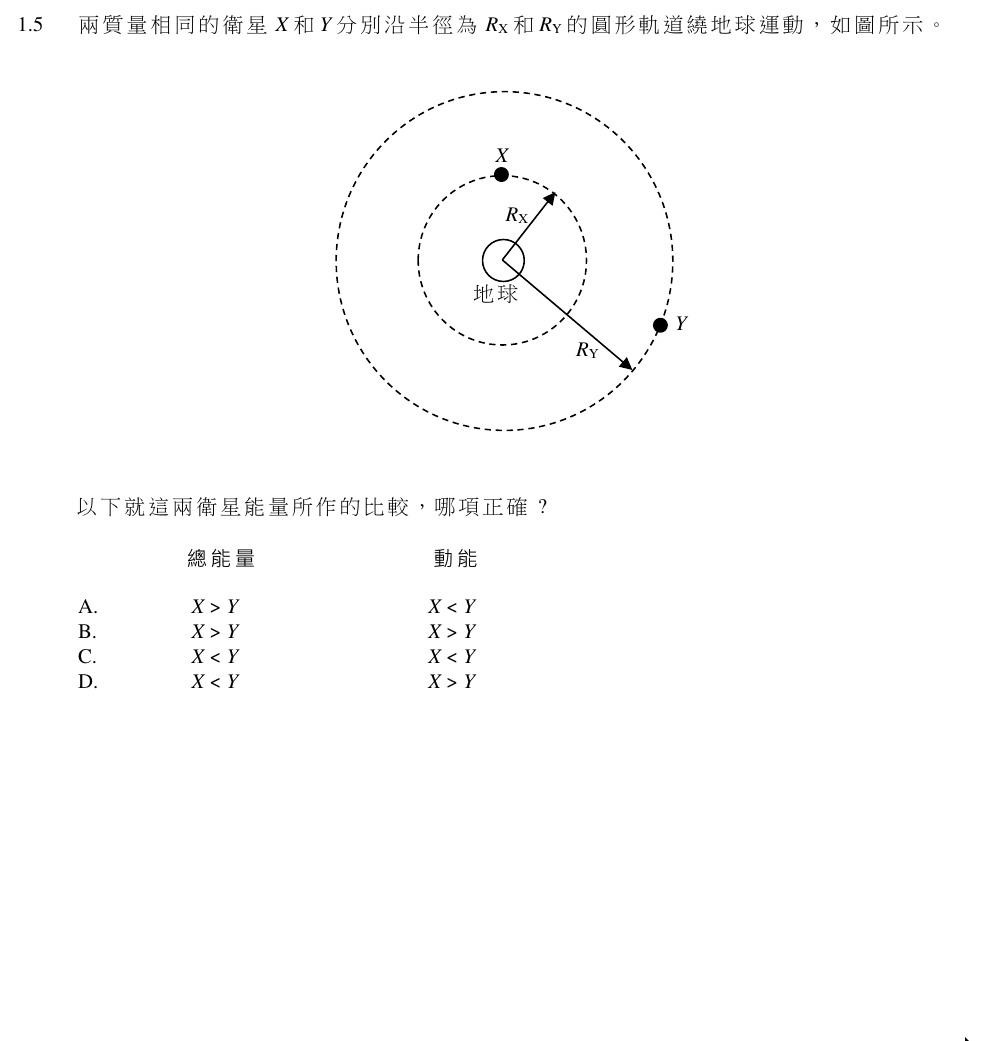 1.5 兩質量相同的衛星 X 和 Y 分別沿半徑為 RX 和 RY 的圓形軌道繞地球運動，如圖所示。
X
RX
地球
Y
RY
以下就這兩衛星能量所作的比較，哪項正確？
總能量 動能
A. X > Y X < Y
B. X > Y X > Y
C. X < Y X < Y
D. X < Y X > Y